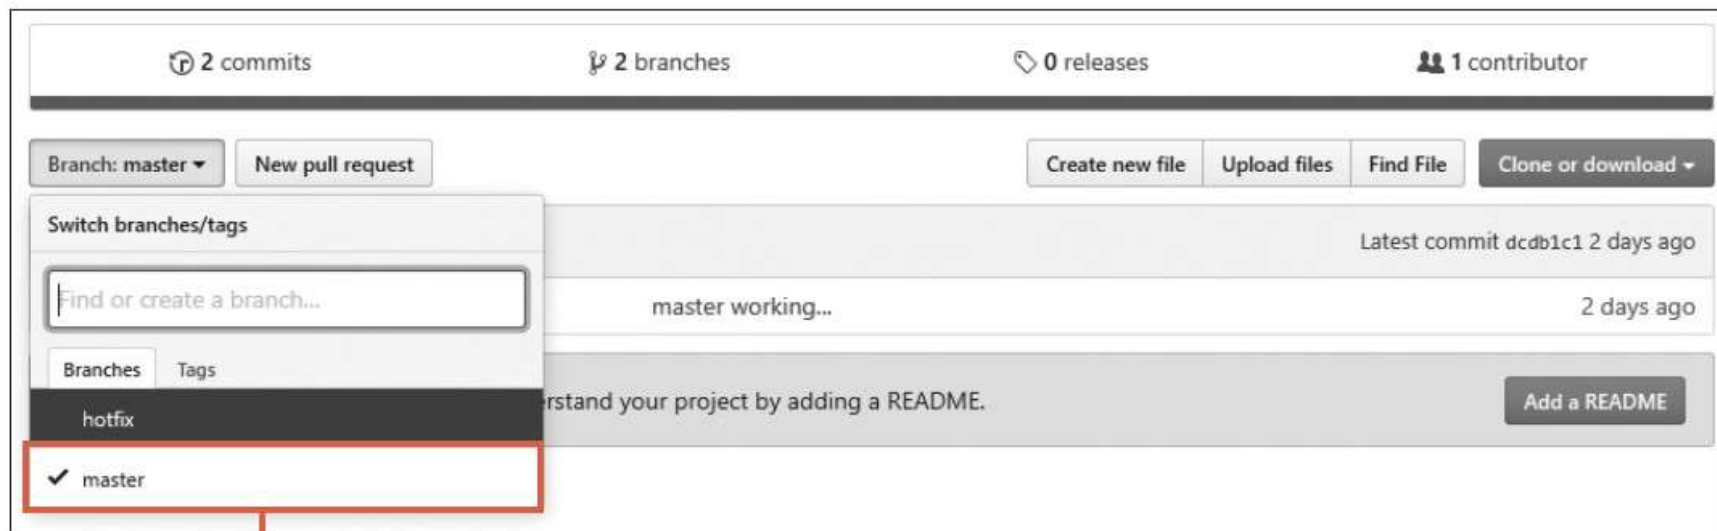 2 commits 2 branches 0 releases 1 contributor
Branch: master New pull request Create new file Upload files Find File Clone or download
Switch branches/tags
Latest commit dcdb1c1 2 days ago
Find or create a branch...
master working... 2 days ago
Branches Tags
hotfix
erstand your project by adding a README. Add a README
master